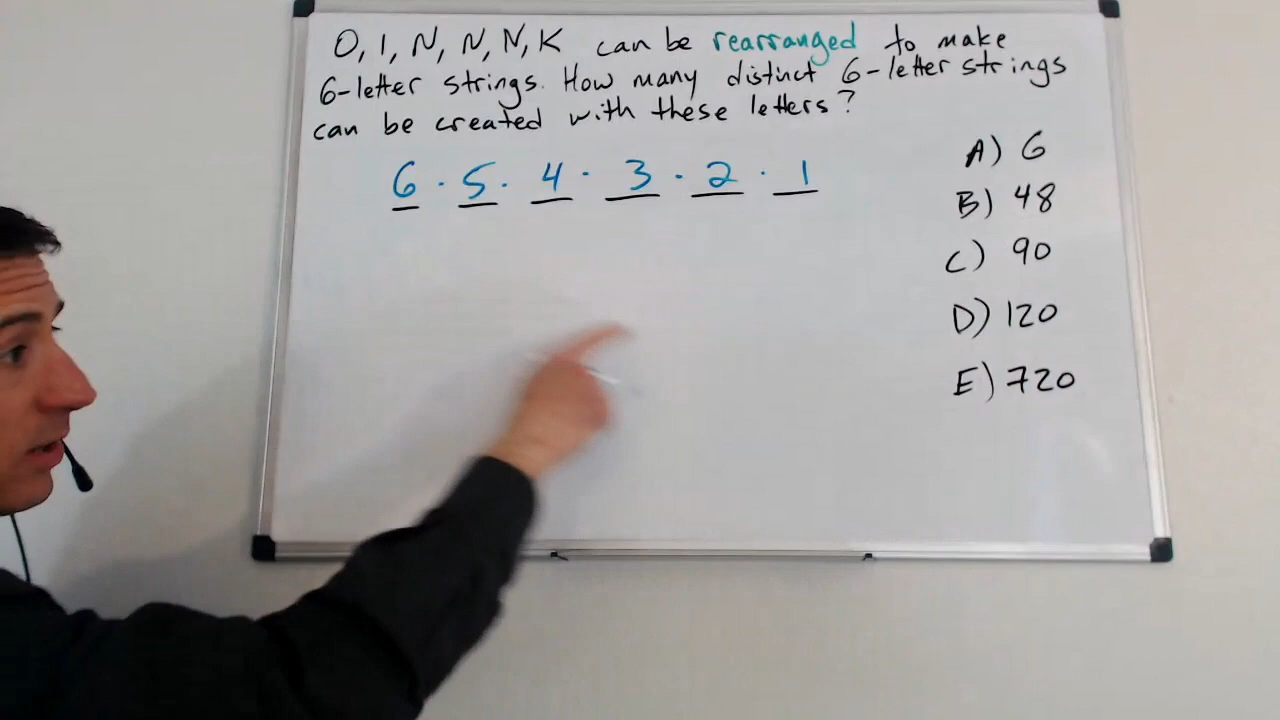 O, I, N, N, N, K can be rearranged to make
6-letter strings. How many distinct 6-letter strings
can be created with these letters?
6 · 5 · 4 · 3 · 2 · 1
A) 6
B) 48
C) 90
D) 120
E) 720